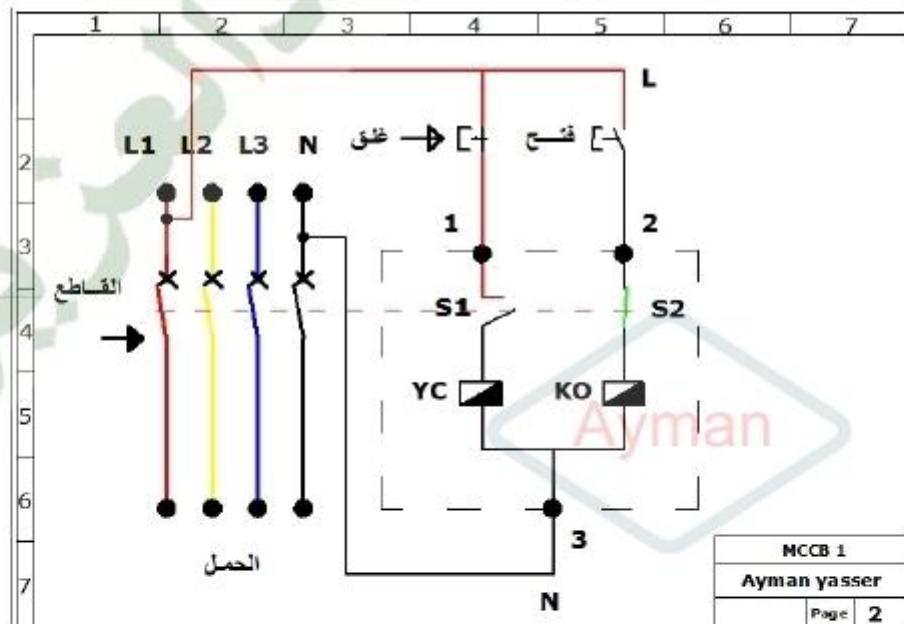 1 2 3 4 5 6 7
2
3
4
5
6
7
L
L1 L2 L3 N
غلق
فتح
1
2
القاطع
S1
S2
YC
KO
Ayman
3
الحمل
N
MCCB 1
Ayman yasser
Page 2